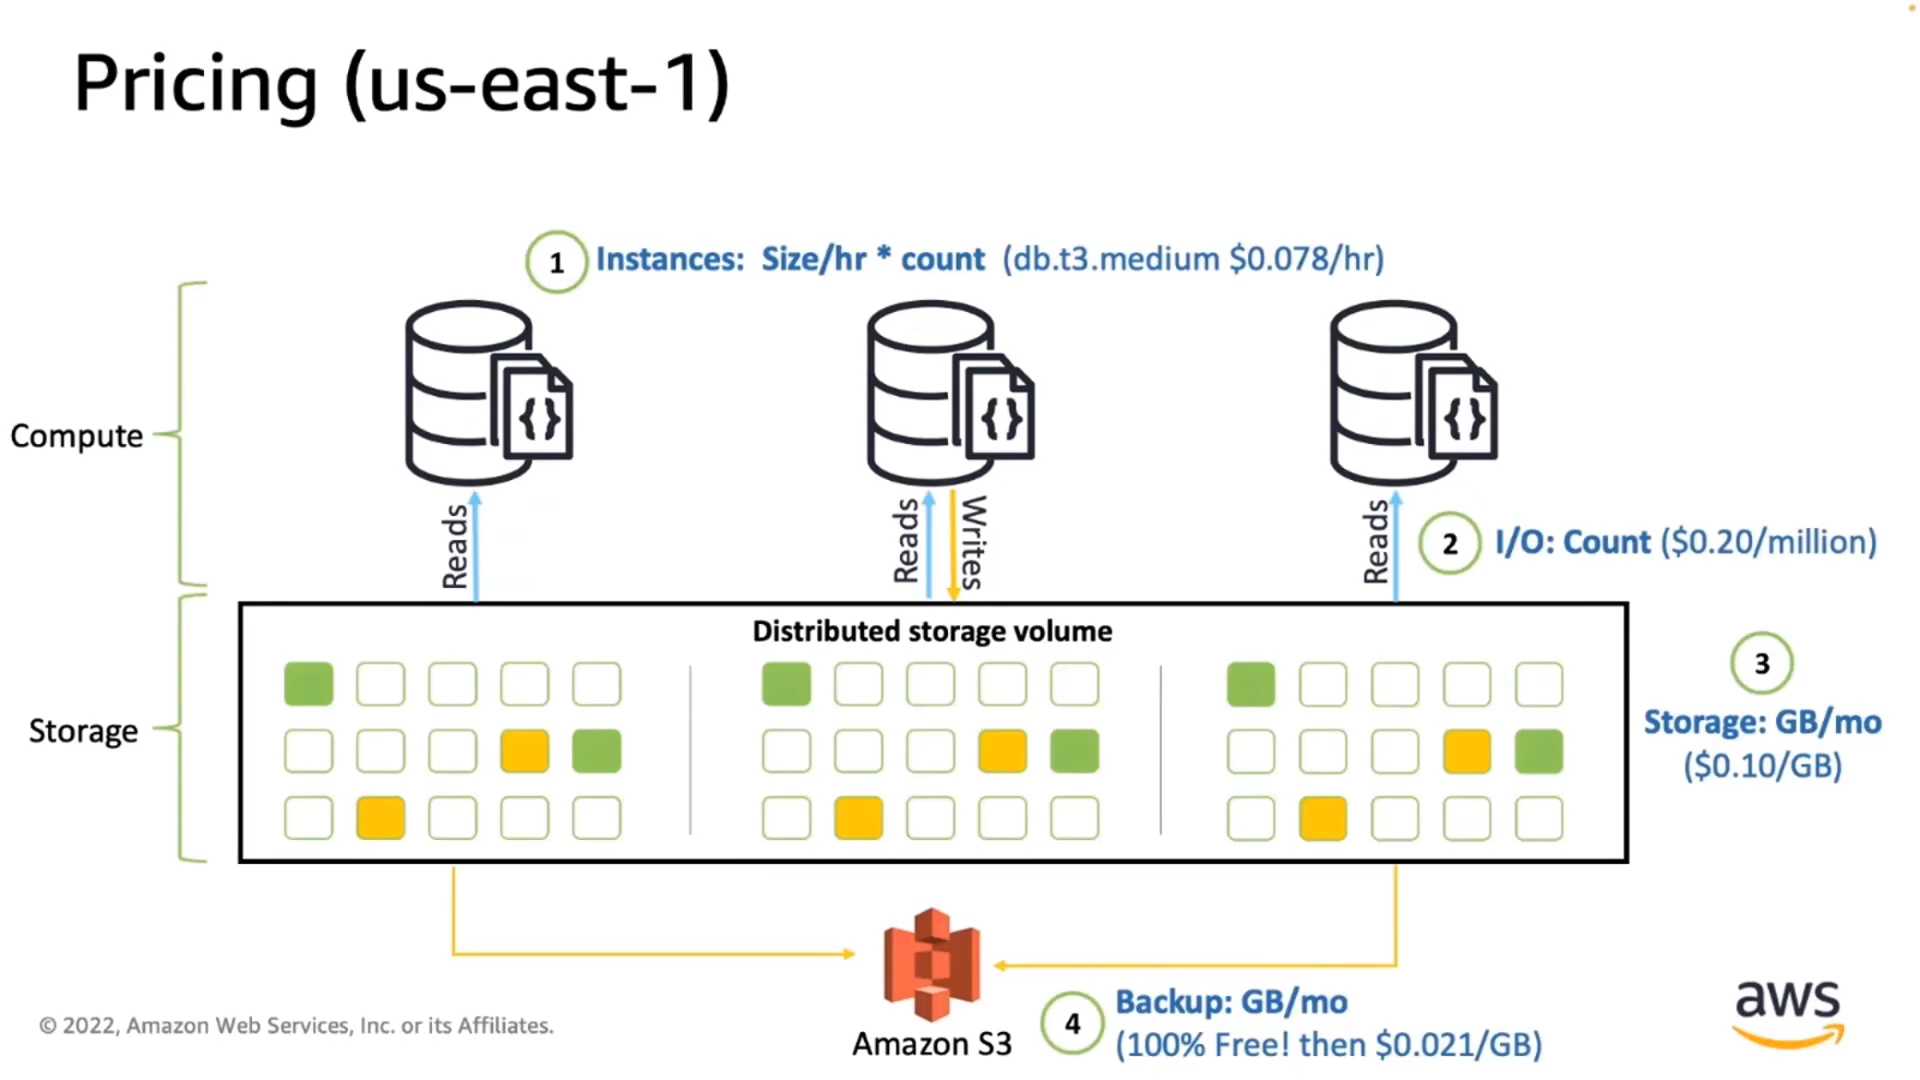 Pricing (us-east-1)
1 Instances: Size/hr * count (db.t3.medium $0.078/hr)
{} {} {}
Compute
Reads
Reads
Writes
Reads
2 I/O: Count ($0.20/million)
Distributed storage volume
Storage
3
Storage: GB/mo
($0.10/GB)
Amazon S3
4 Backup: GB/mo
(100% Free! then $0.021/GB)
© 2022, Amazon Web Services, Inc. or its Affiliates.
aws